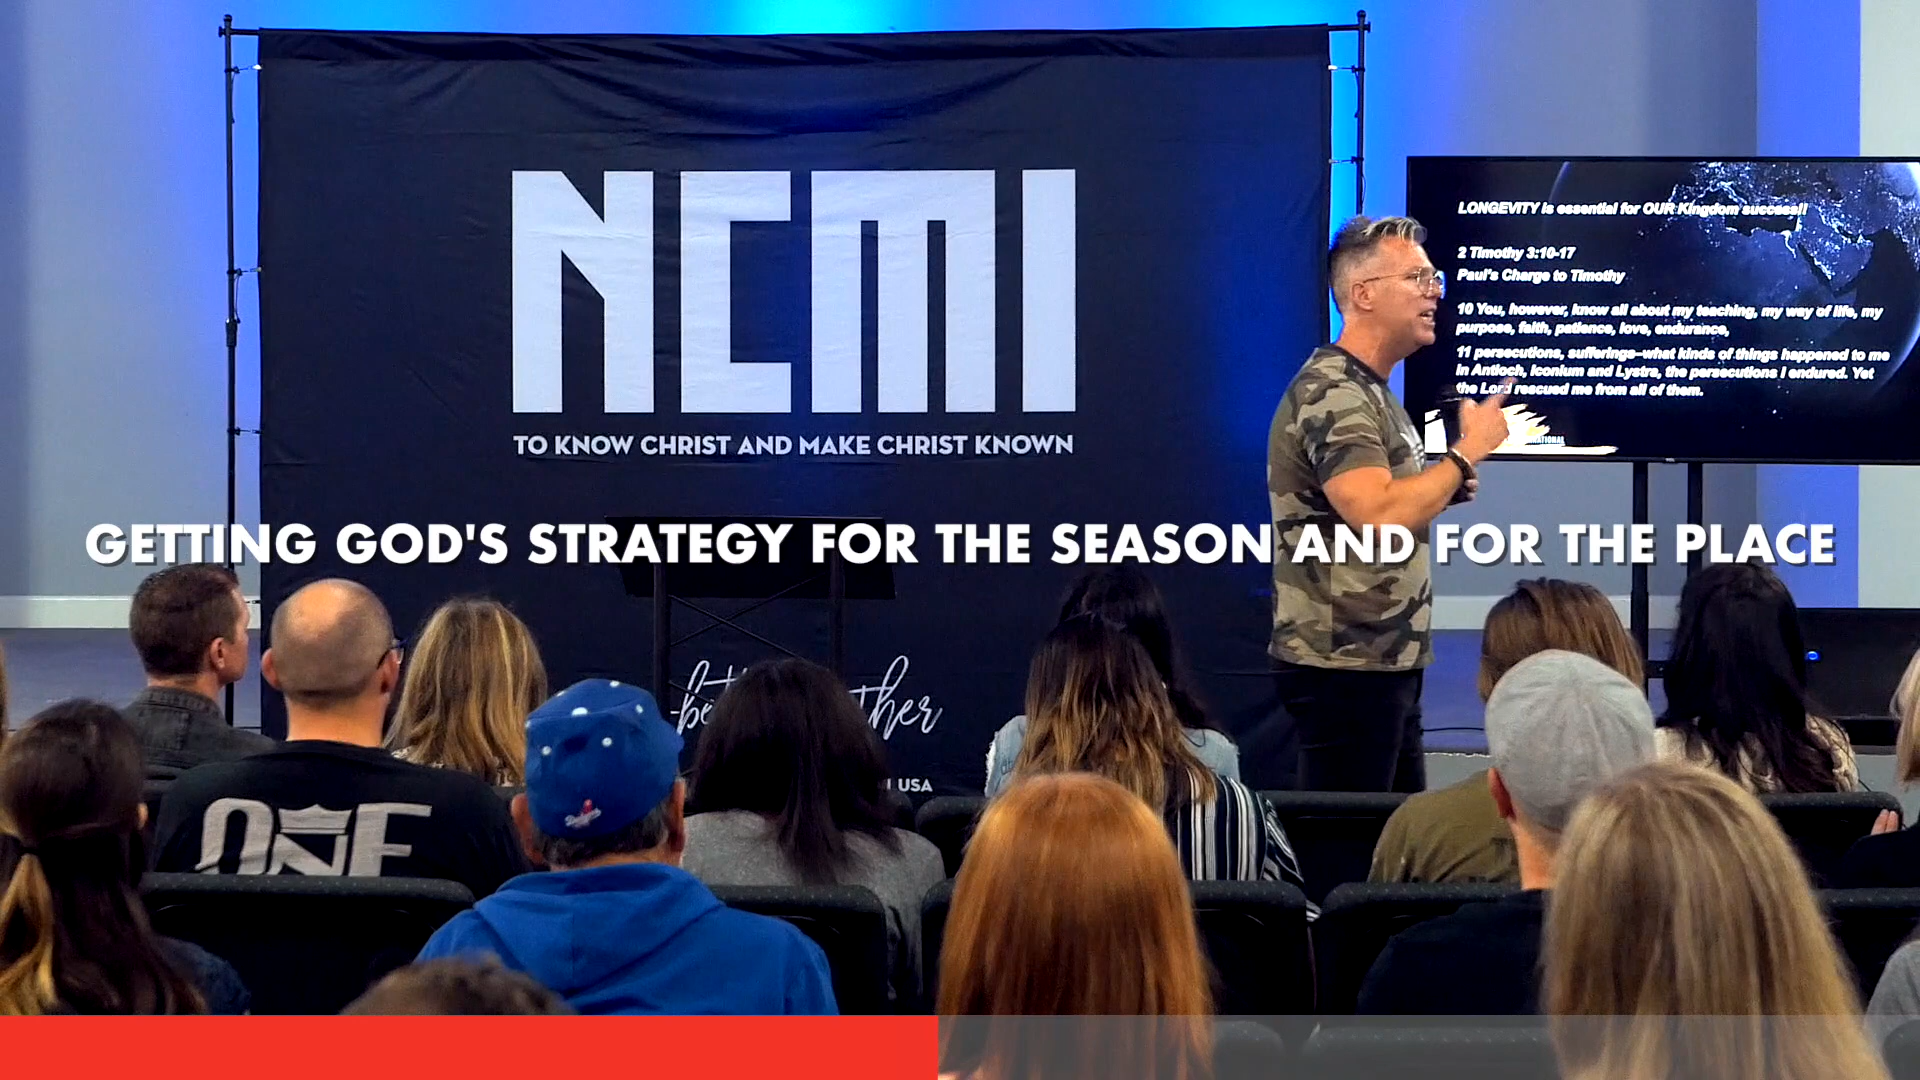 NCMI
TO KNOW CHRIST AND MAKE CHRIST KNOWN
LONGEVITY is essential for OUR Kingdom success!!
2 Timothy 3:10-17
Paul's Charge to Timothy
10 You, however, know all about my teaching, my way of life, my
purpose, faith, patience, love, endurance,
11 persecutions, sufferings–what kinds of things happened to me
in Antioch, Iconium and Lystra, the persecutions I endured. Yet
the Lord rescued me from all of them.
GETTING GOD'S STRATEGY FOR THE SEASON AND FOR THE PLACE
USA
ONE
Dodgers